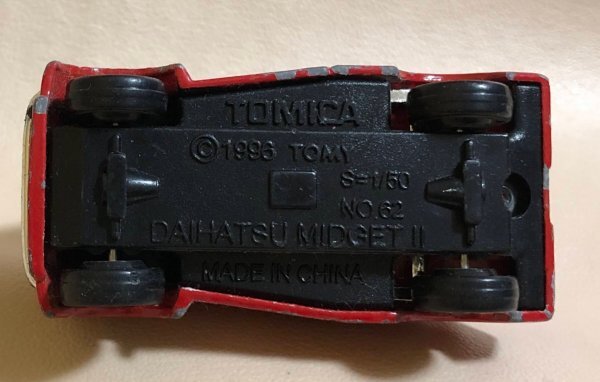 TOMICA
©1996 TOMY
S=1/50
NO.62
DAIHATSU MIDGET II
MADE IN CHINA